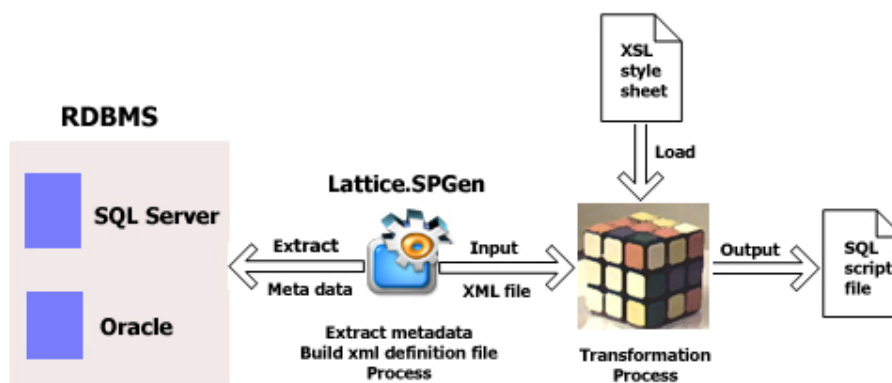 XSL
style
sheet
RDBMS
Load
Lattice.SPGen
SQL Server
Extract
Input
Output
SQL
script
file
Meta data
XML file
Oracle
Extract metadata
Build xml definition file
Process
Transformation
Process